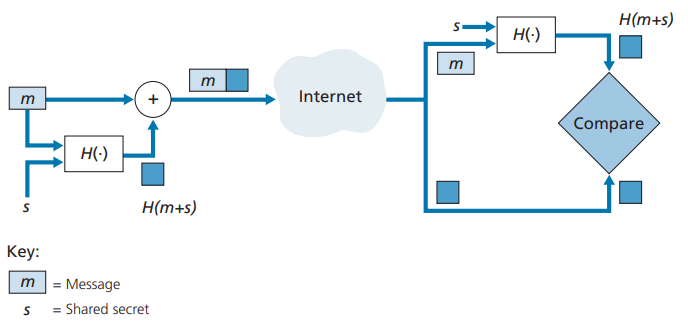 m
H(·)
s
+
H(m+s)
m
Internet
s
m
H(·)
H(m+s)
Compare
Key:
m = Message
s = Shared secret